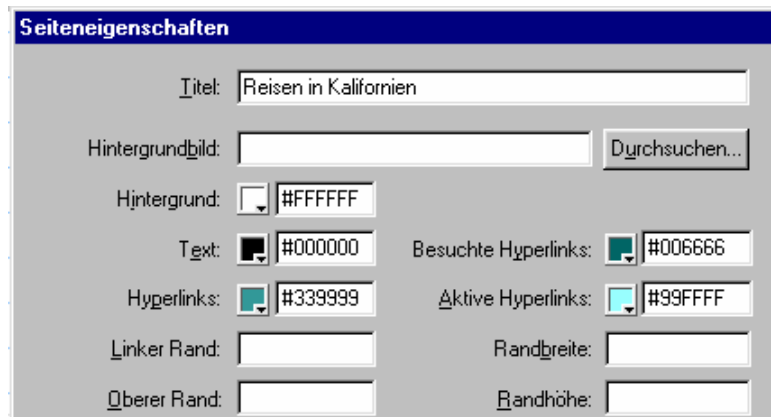 Seiteneigenschaften
Titel: Reisen in Kalifornien
Hintergrundbild: Durchsuchen...
Hintergrund: #FFFFFF
Text: #000000 Besuchte Hyperlinks: #006666
Hyperlinks: #339999 Aktive Hyperlinks: #99FFFF
Linker Rand: Randbreite:
Oberer Rand: Randhöhe: